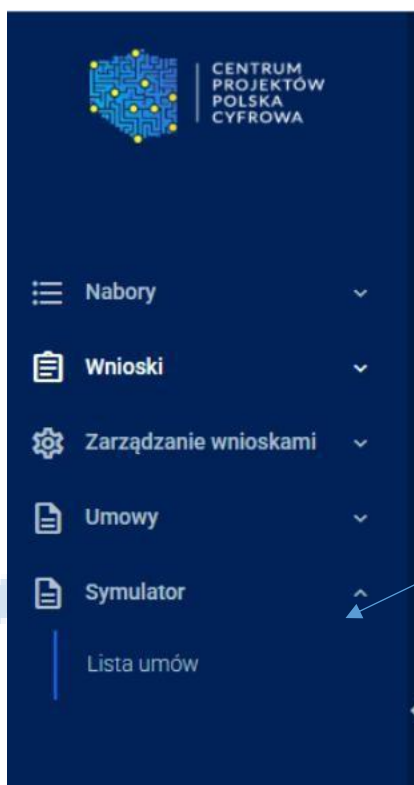 CENTRUM
PROJEKTÓW
POLSKA
CYFROWA
Nabory
Wnioski
Zarządzanie wnioskami
Umowy
Symulator
Lista umów